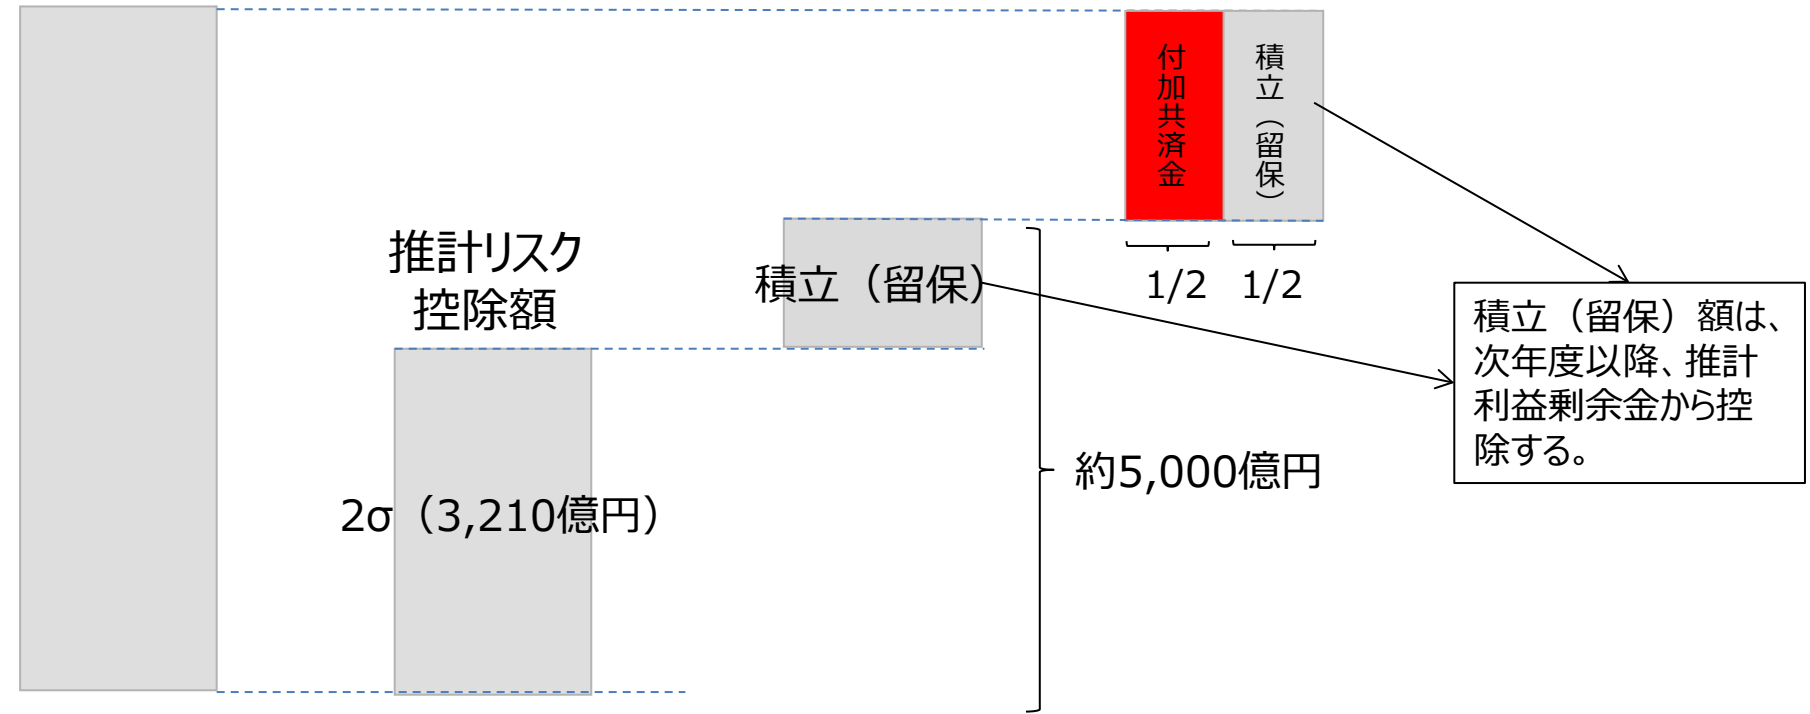 推計リスク
控除額
2σ（3,210億円）
積立（留保）
約5,000億円
付加共済金
積立（留保）
1/2
1/2
積立（留保）額は、
次年度以降、推計
利益剰余金から控
除する。